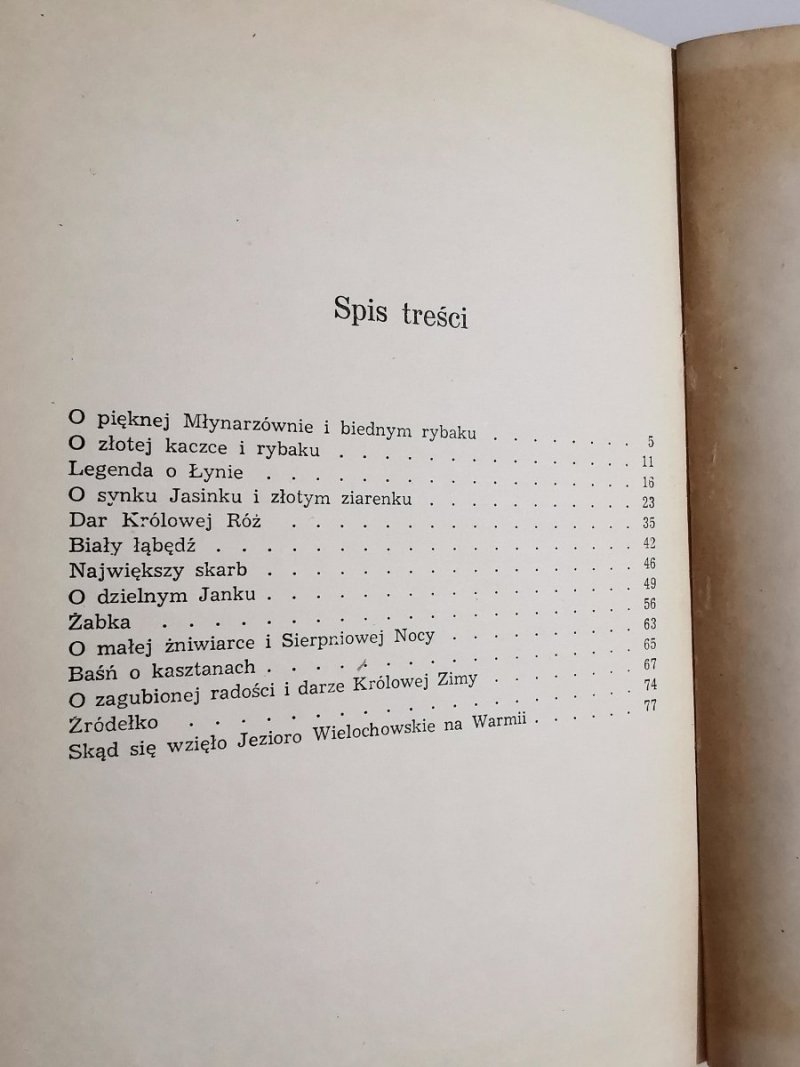 Spis treści
O pięknej Młynarzównie i biednym rybaku . . . . . . . 5
O złotej kaczce i rybaku . . . . . . . . . . . . 11
Legenda o Łynie . . . . . . . . . . . . . . . 16
O synku Jasinku i złotym ziarenku . . . . . . . . . 23
Dar Królowej Róż . . . . . . . . . . . . . . 35
Biały łąbędź . . . . . . . . . . . . . . . . . 42
Największy skarb . . . . . . . . . . . . . . . 46
O dzielnym Janku . . . . . . . . . . . . . . . 49
Żabka . . . . . . . . . . . . . . . . . . . 56
O małej żniwiarce i Sierpniowej Nocy . . . . . . . . 63
Baśń o kasztanach . . . . . . . . . . . . . . . 65
O zagubionej radości i darze Królowej Zimy . . . . . . 67
Źródełko . . . . . . . . . . . . . . . . . . 74
Skąd się wzięło Jezioro Wielochowskie na Warmii . . . . . 77